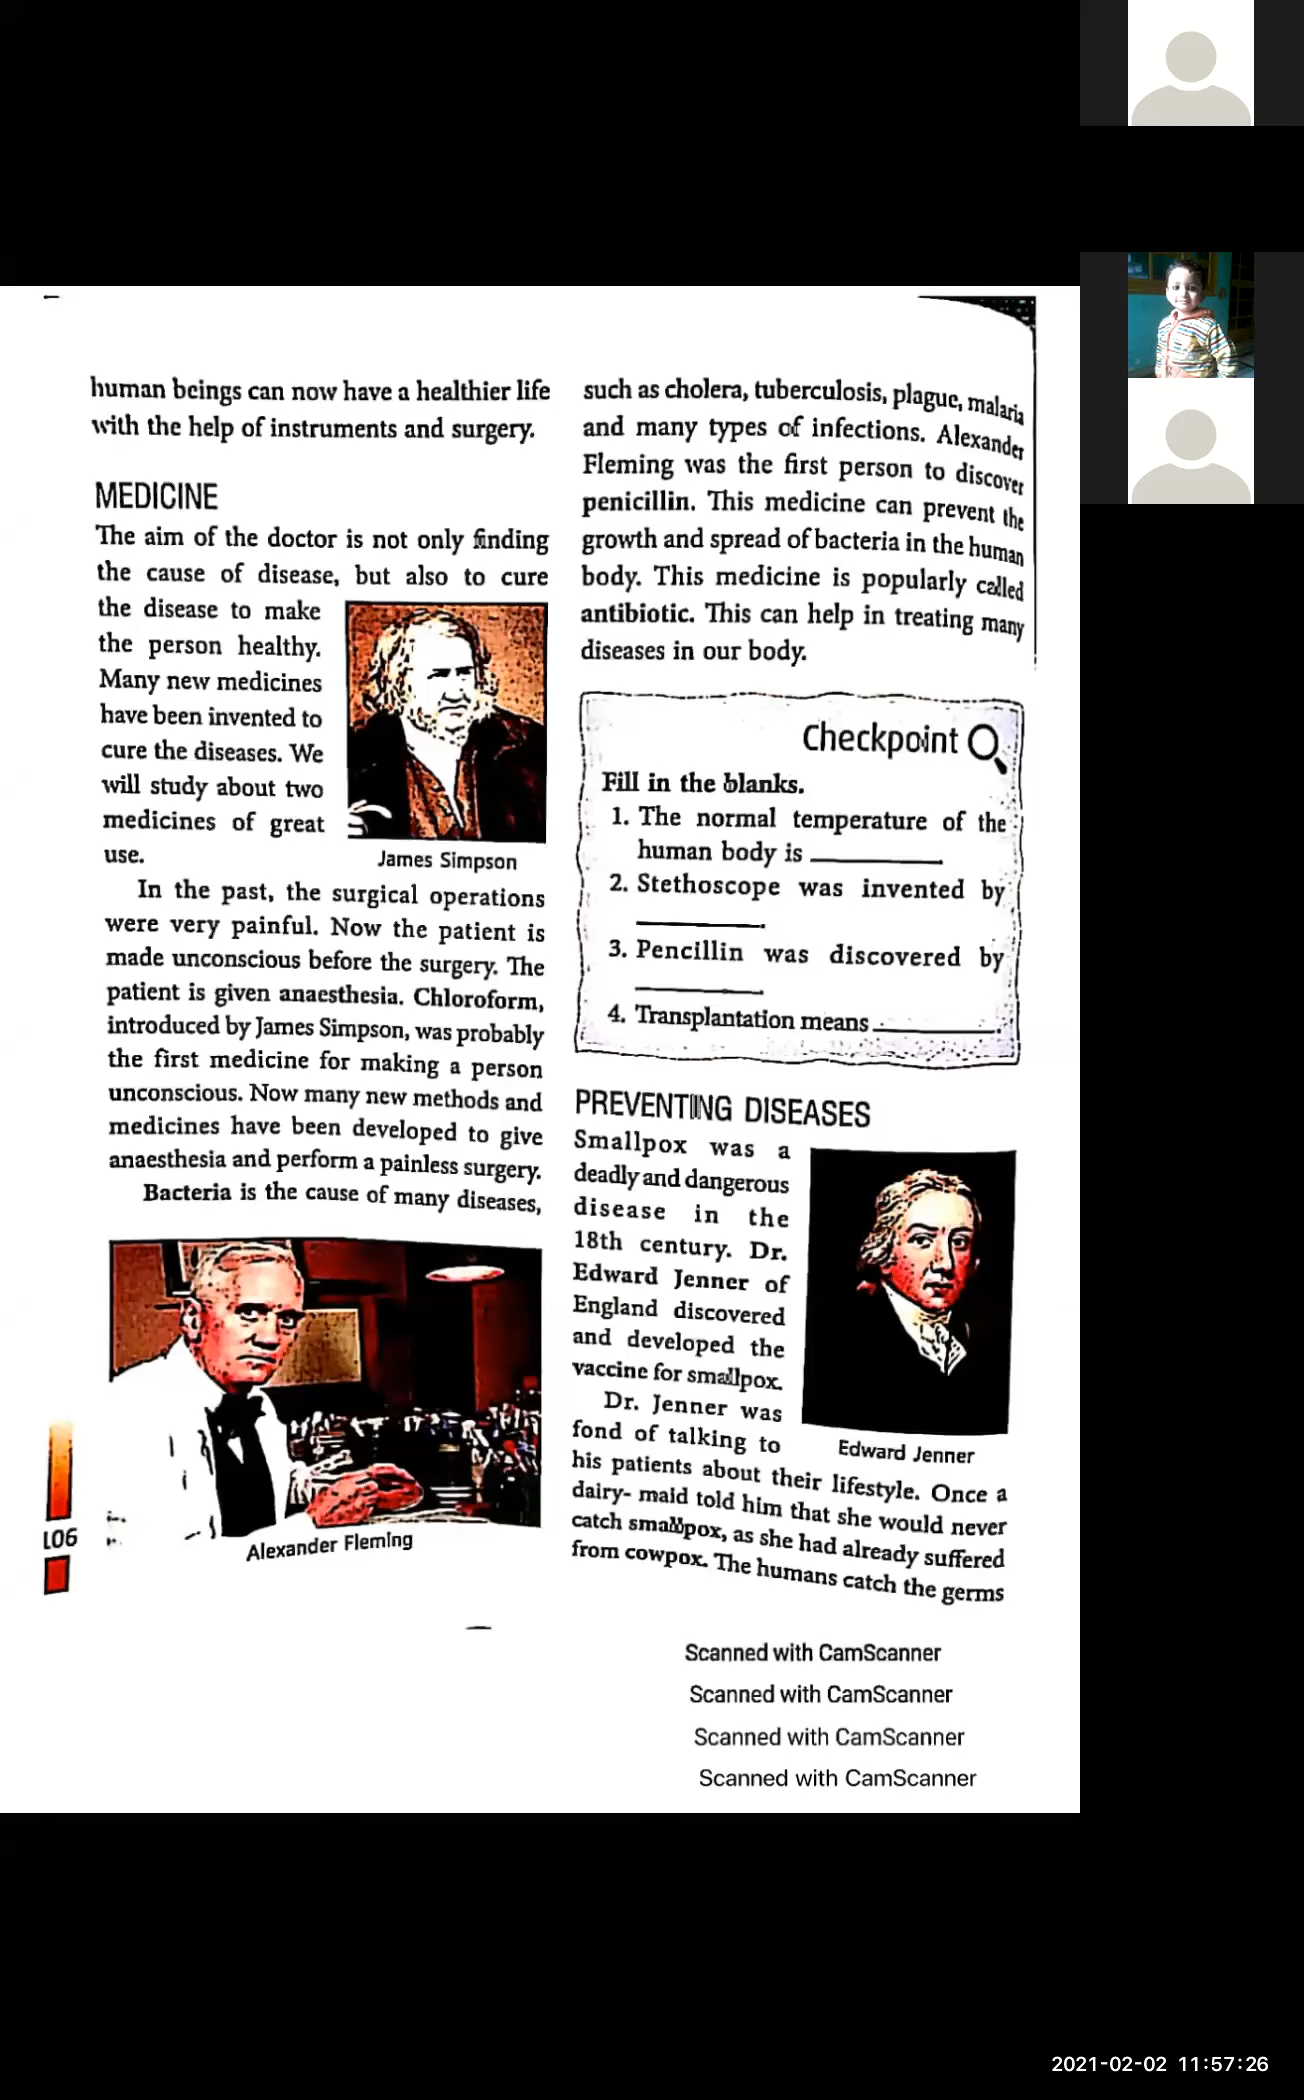 human beings can now have a healthier life
with the help of instruments and surgery.
MEDICINE
The aim of the doctor is not only finding
the cause of disease, but also to cure
the disease to make
the person healthy.
Many new medicines
have been invented to
cure the diseases. We
will study about two
medicines of great
use.
James Simpson
In the past, the surgical operations
were very painful. Now the patient is
made unconscious before the surgery. The
patient is given anaesthesia. Chloroform,
introduced by James Simpson, was probably
the first medicine for making a person
unconscious. Now many new methods and
medicines have been developed to give
anaesthesia and perform a painless surgery.
Bacteria is the cause of many diseases,
Alexander Fleming
106
such as cholera, tuberculosis, plague, malaria
and many types of infections. Alexander
Fleming was the first person to discover
penicillin. This medicine can prevent the
growth and spread of bacteria in the human
body. This medicine is popularly called
antibiotic. This can help in treating many
diseases in our body.
Checkpoint
Fill in the blanks.
1. The normal temperature of the
human body is ____________.
2. Stethoscope was invented by
____________.
3. Pencillin was discovered by
____________.
4. Transplantation means ____________.
PREVENTING DISEASES
Smallpox was a
deadly and dangerous
disease in the
18th century. Dr.
Edward Jenner of
England discovered
and developed the
vaccine for smallpox.
Dr. Jenner was
fond of talking to
Edward Jenner
his patients about their lifestyle. Once a
dairy- maid told him that she would never
catch smallpox, as she had already suffered
from cowpox. The humans catch the germs
Scanned with CamScanner
Scanned with CamScanner
Scanned with CamScanner
Scanned with CamScanner
2021-02-02 11:57:26